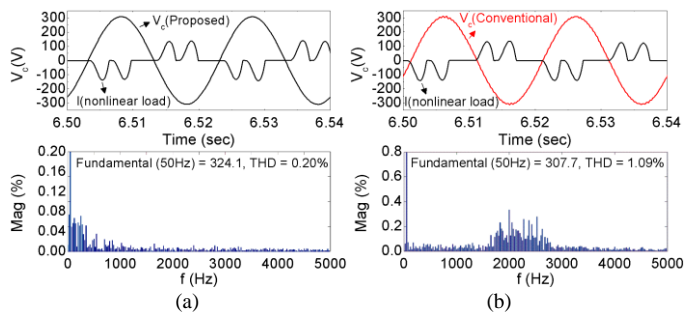 300
200
100
0
-100
-200
-300
V_c(V)
V_c(Proposed)
I(nonlinear load)
6.50 6.51 6.52 6.53 6.54
Time (sec)
0.20
0.16
0.12
0.08
0.04
0.00
Mag (%)
Fundamental (50Hz) = 324.1, THD = 0.20%
0 1000 2000 3000 4000 5000
f (Hz)
(a)
300
200
100
0
-100
-200
-300
V_c(V)
V_c(Conventional)
I(nonlinear load)
6.50 6.51 6.52 6.53 6.54
Time (sec)
0.8
0.6
0.4
0.2
0.0
Mag (%)
Fundamental (50Hz) = 307.7, THD = 1.09%
0 1000 2000 3000 4000 5000
f (Hz)
(b)